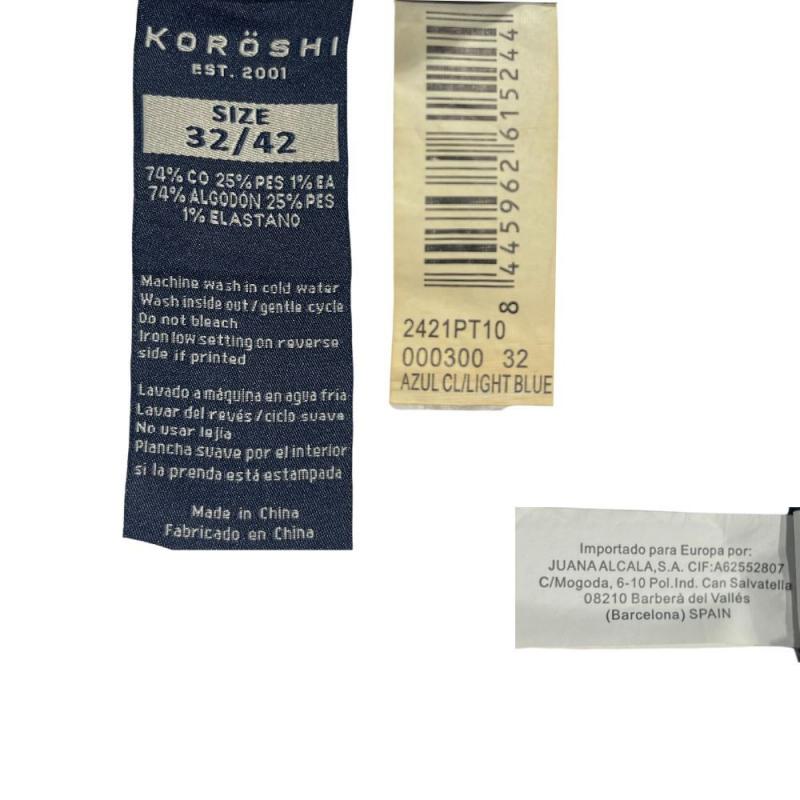 KORÖSHI
EST. 2001
SIZE
32/42
74% CO 25% PES 1% EA
74% ALGODÓN 25% PES
1% ELASTANO
Machine wash in cold water
Wash inside out / gentle cycle
Do not bleach
Iron low setting on reverse
side if printed
Lavado a máquina en agua fría
Lavar del revés / ciclo suave
No usar lejía
Plancha suave por el interior
si la prenda está estampada
Made in China
Fabricado en China
8 445962 615244
2421PT10
000300 32
AZUL CL/LIGHT BLUE
Importado para Europa por:
JUANA ALCALA, S.A. CIF:A62552807
C/Mogoda, 6-10 Pol.Ind. Can Salvatella
08210 Barberà del Vallés
(Barcelona) SPAIN